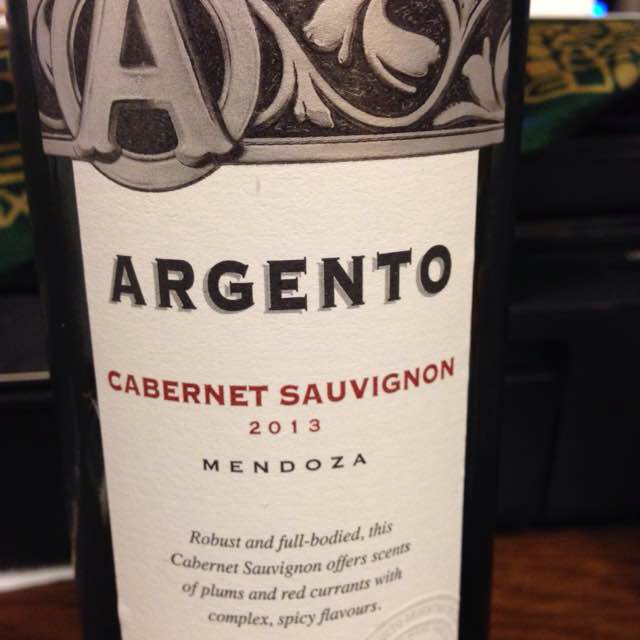 A
ARGENTO
CABERNET SAUVIGNON
2013
MENDOZA
Robust and full-bodied, this
Cabernet Sauvignon offers scents
of plums and red currants with
complex, spicy flavours.